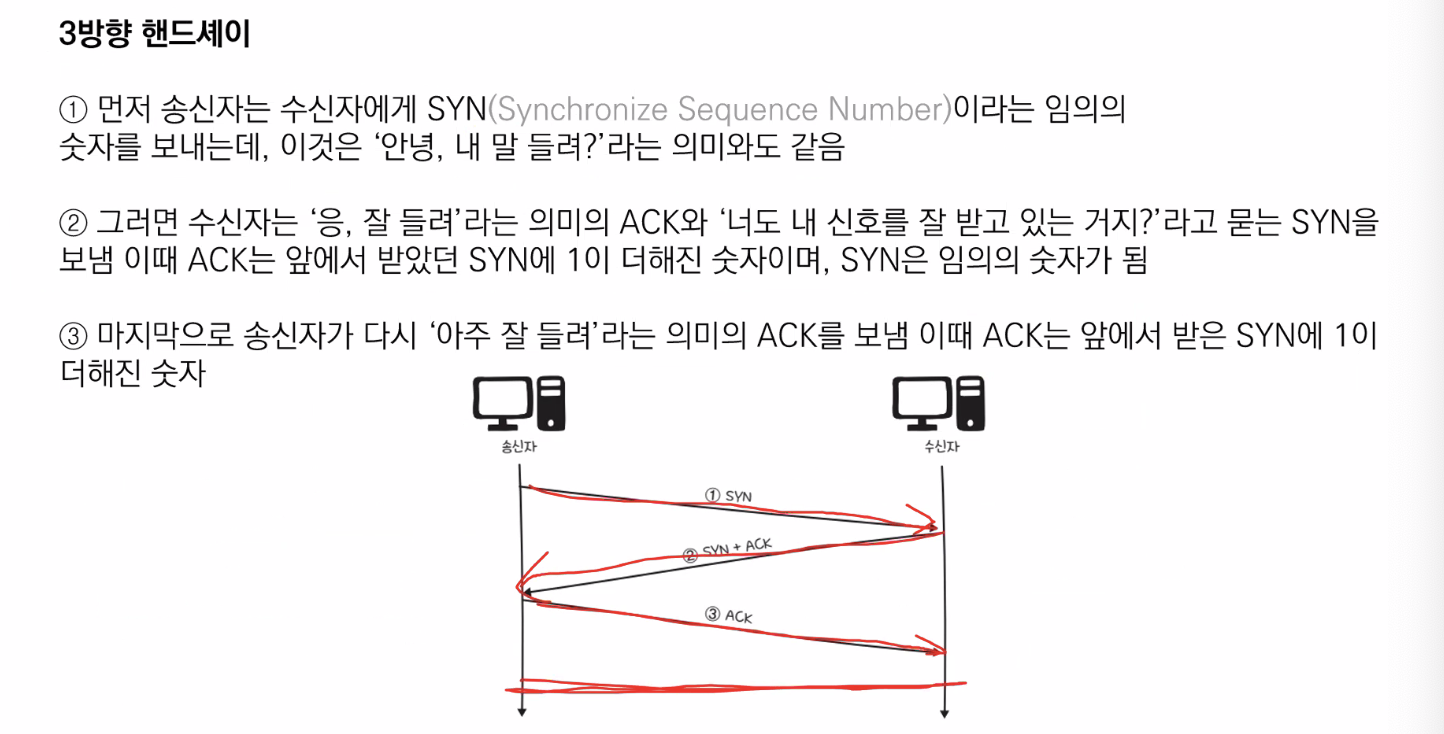 3방향 핸드셰이
① 먼저 송신자는 수신자에게 SYN(Synchronize Sequence Number)이라는 임의의
숫자를 보내는데, 이것은 ‘안녕, 내 말 들려?’라는 의미와도 같음
② 그러면 수신자는 ‘응, 잘 들려’라는 의미의 ACK와 ‘너도 내 신호를 잘 받고 있는 거지?’라고 묻는 SYN을
보냄 이때 ACK는 앞에서 받았던 SYN에 1이 더해진 숫자이며, SYN은 임의의 숫자가 됨
③ 마지막으로 송신자가 다시 ‘아주 잘 들려’라는 의미의 ACK를 보냄 이때 ACK는 앞에서 받은 SYN에 1이
더해진 숫자
송신자
수신자
① SYN
② SYN + ACK
③ ACK